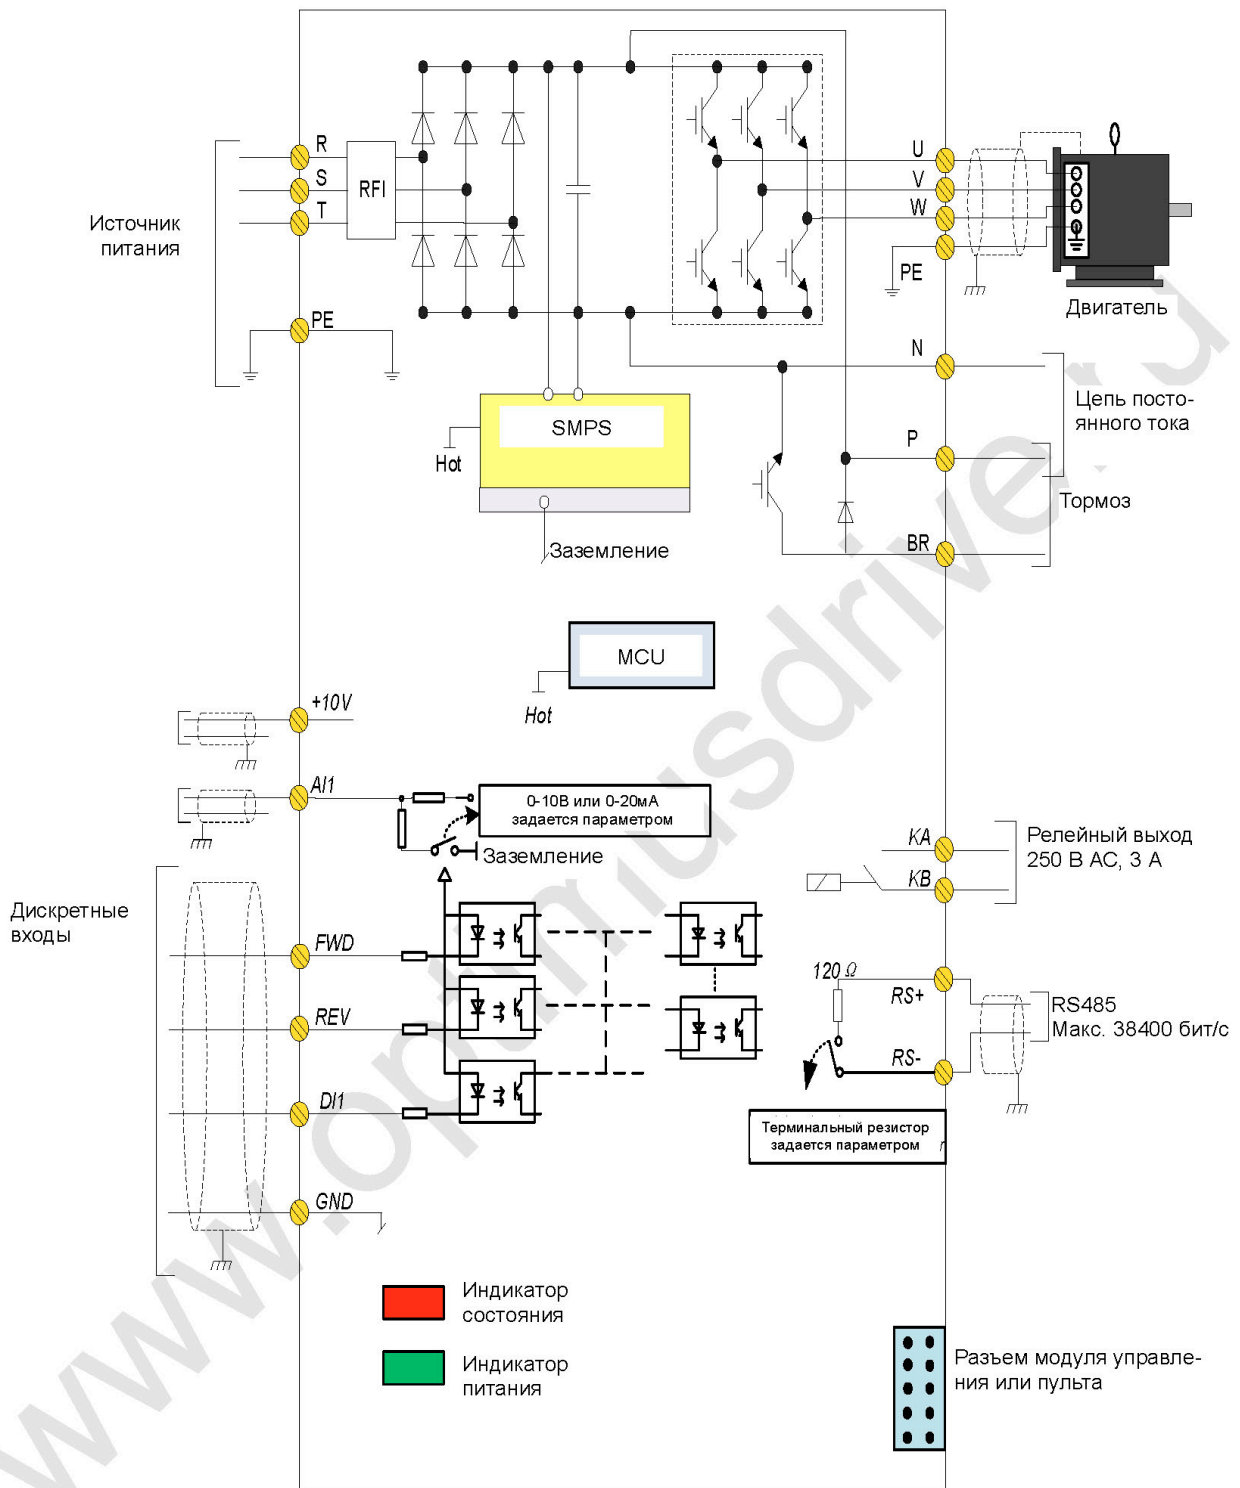 R
S
T
RFI
Источник
питания
PE
U
V
W
PE
Двигатель
N
Цепь посто-
янного тока
P
Тормоз
BR
SMPS
Hot
Заземление
MCU
Hot
+10V
AI1
0-10В или 0-20мА
задается параметром
Заземление
KA
KB
Релейный выход
250 В AC, 3 А
Дискретные
входы
FWD
REV
DI1
GND
120 Ω
RS+
RS-
RS485
Макс. 38400 бит/с
Терминальный резистор
задается параметром
Индикатор
состояния
Индикатор
питания
Разъем модуля управле-
ния или пульта
www.optimusdrive.ru